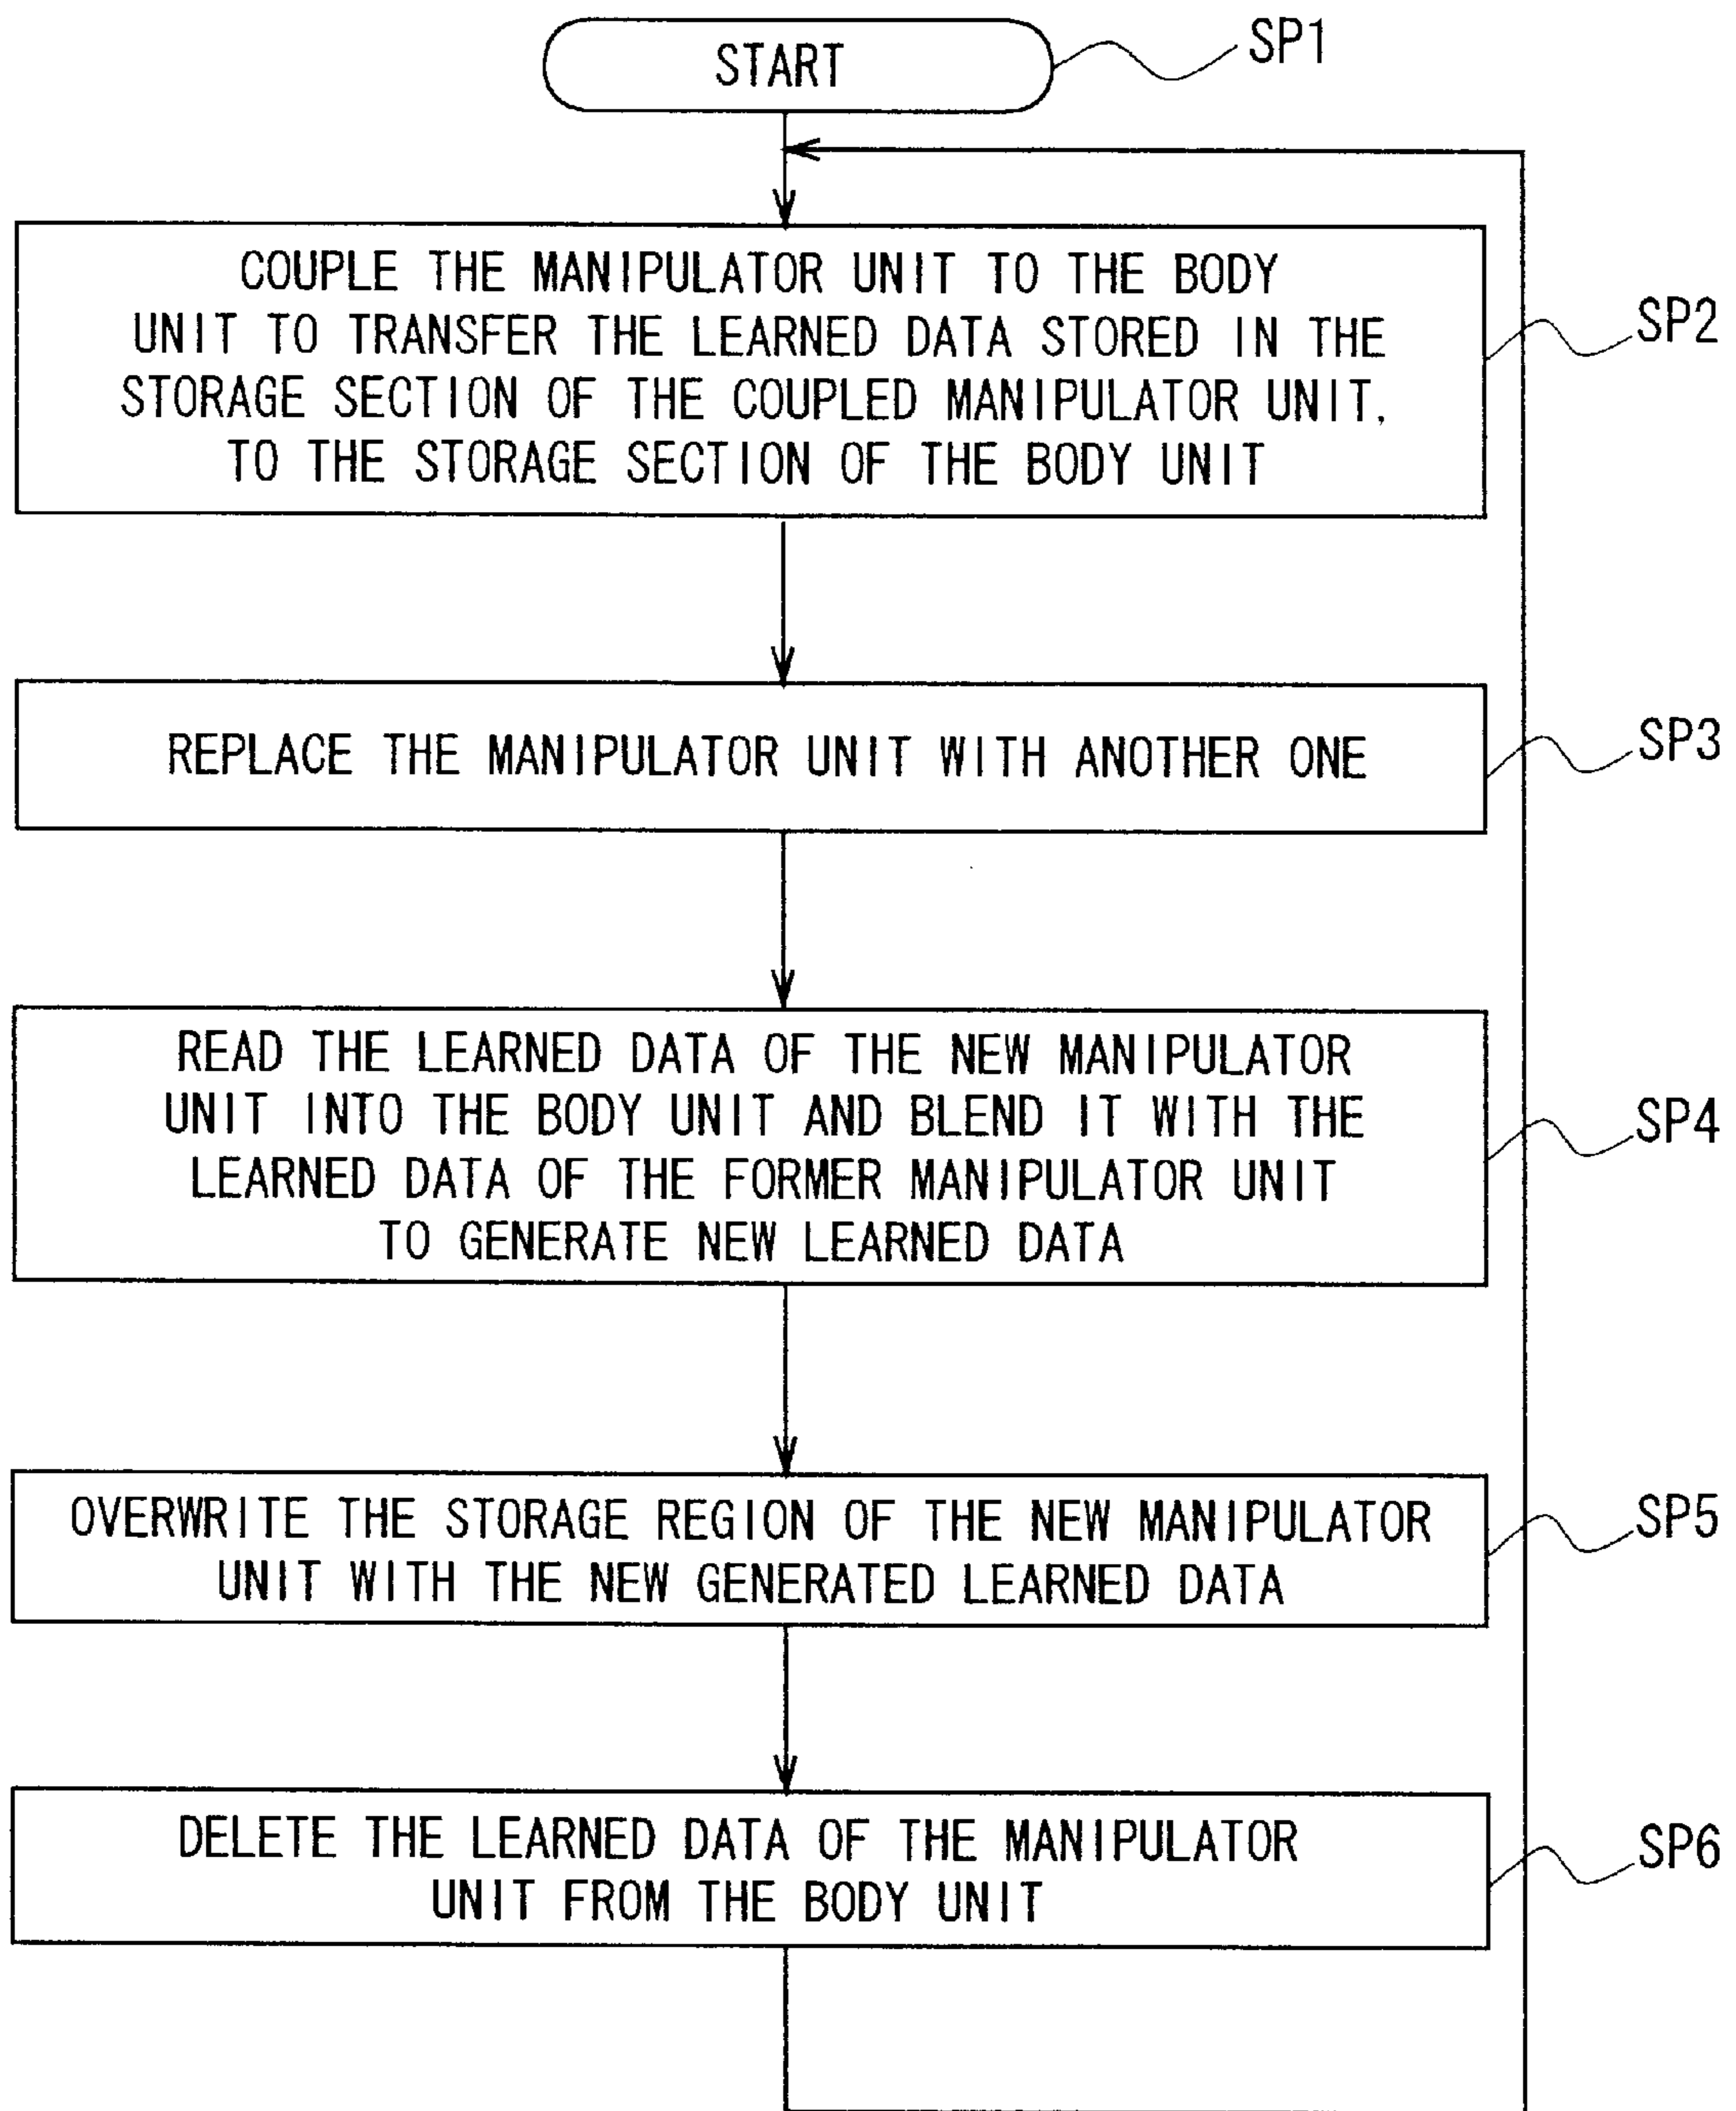 START
SP1
COUPLE THE MANIPULATOR UNIT TO THE BODY
UNIT TO TRANSFER THE LEARNED DATA STORED IN THE
STORAGE SECTION OF THE COUPLED MANIPULATOR UNIT,
TO THE STORAGE SECTION OF THE BODY UNIT
SP2
REPLACE THE MANIPULATOR UNIT WITH ANOTHER ONE
SP3
READ THE LEARNED DATA OF THE NEW MANIPULATOR
UNIT INTO THE BODY UNIT AND BLEND IT WITH THE
LEARNED DATA OF THE FORMER MANIPULATOR UNIT
TO GENERATE NEW LEARNED DATA
SP4
OVERWRITE THE STORAGE REGION OF THE NEW MANIPULATOR
UNIT WITH THE NEW GENERATED LEARNED DATA
SP5
DELETE THE LEARNED DATA OF THE MANIPULATOR
UNIT FROM THE BODY UNIT
SP6